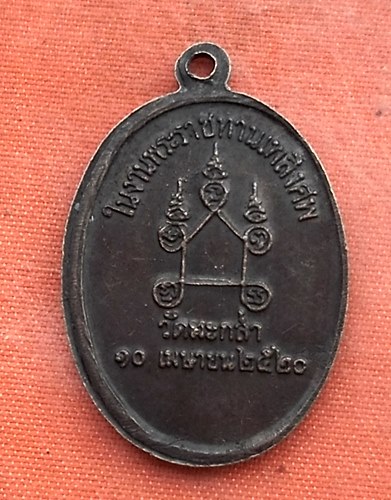 ในงานพระราชทานเพลิงศพ
วัดมะกล่ำ
๑๐ เมษายน ๒๕๒๐